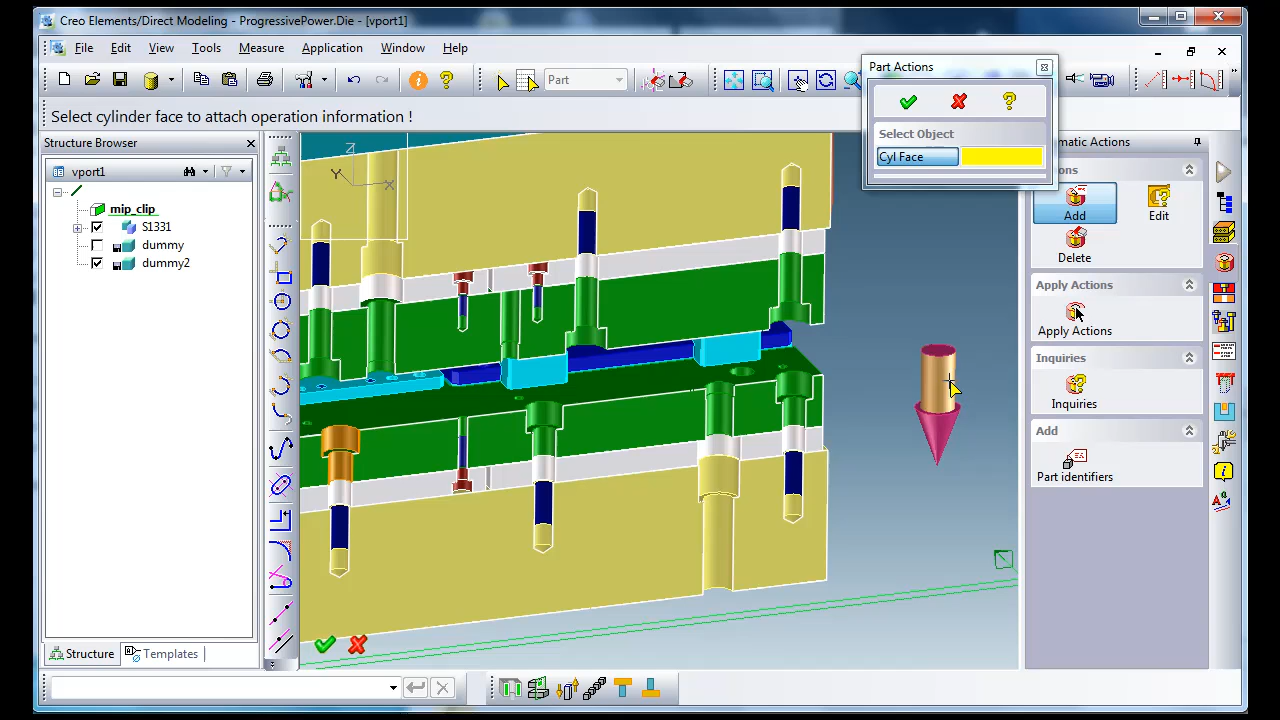 Creo Elements/Direct Modeling - ProgressivePower.Die - [vport1]
File Edit View Tools Measure Application Window Help
Part
Part Actions
Select cylinder face to attach operation information !
Select Object
Cyl Face
Structure Browser
vport1
mip_clip
S1331
dummy
dummy2
Z
Y
X
matic Actions
ons
Add
Edit
Delete
Apply Actions
Apply Actions
Inquiries
Inquiries
Add
Part identifiers
Structure
Templates